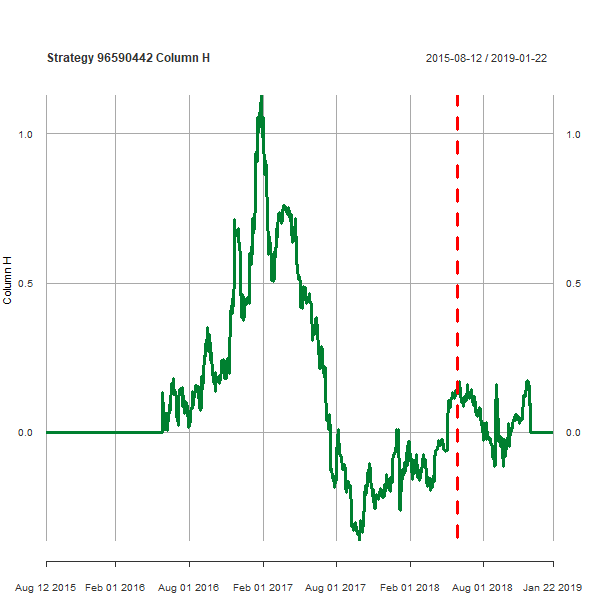 Strategy 96590442 Column H
2015-08-12 / 2019-01-22
1.0
1.0
0.5
0.5
Column H
0.0
0.0
Aug 12 2015
Feb 01 2016
Aug 01 2016
Feb 01 2017
Aug 01 2017
Feb 01 2018
Aug 01 2018
Jan 22 2019